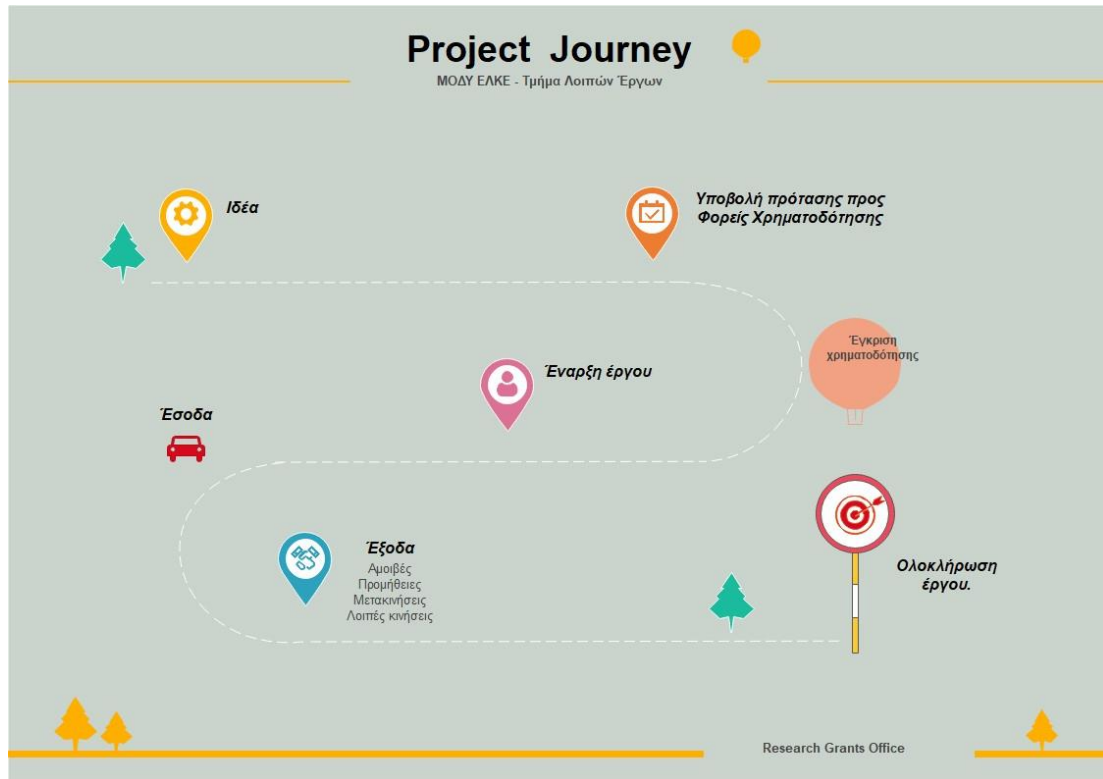 Project Journey
ΜΟΔΥ ΕΛΚΕ - Τμήμα Λοιπών Έργων
Ιδέα
Υποβολή πρότασης προς
Φορείς Χρηματοδότησης
Έγκριση
χρηματοδότησης
Έναρξη έργου
Έσοδα
Έξοδα
Αμοιβές
Προμήθειες
Μετακινήσεις
Λοιπές κινήσεις
Ολοκλήρωση
έργου.
Research Grants Office